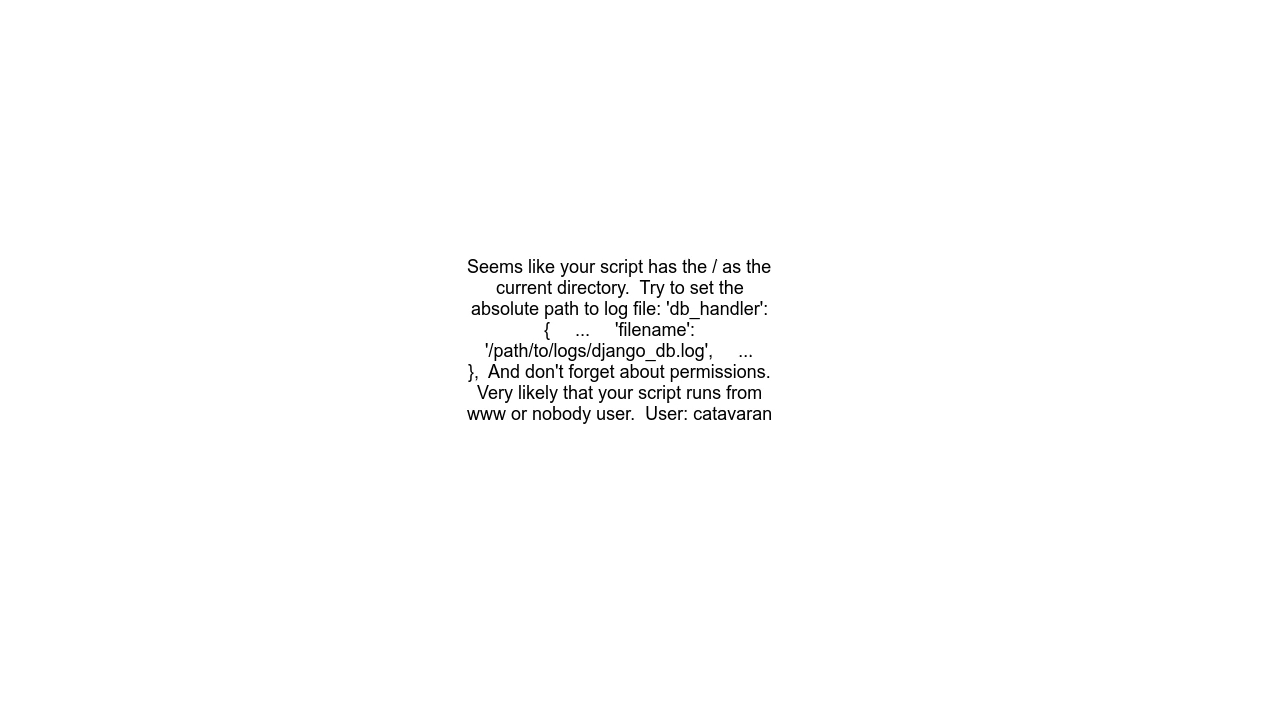 Seems like your script has the / as the
current directory.  Try to set the
absolute path to log file: 'db_handler':
{     ...     'filename':
'/path/to/logs/django_db.log',     ...
},  And don't forget about permissions.
Very likely that your script runs from
www or nobody user.  User: catavaran